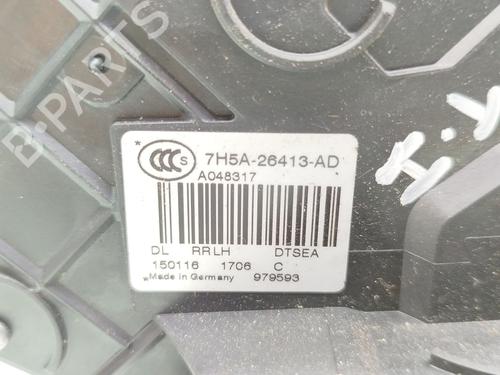 B-PARTS
CCC S 7H5A-26413-AD
A048317
DL RRLH DTSEA
150116 1706 C
*Made in Germany 979593
H.Y